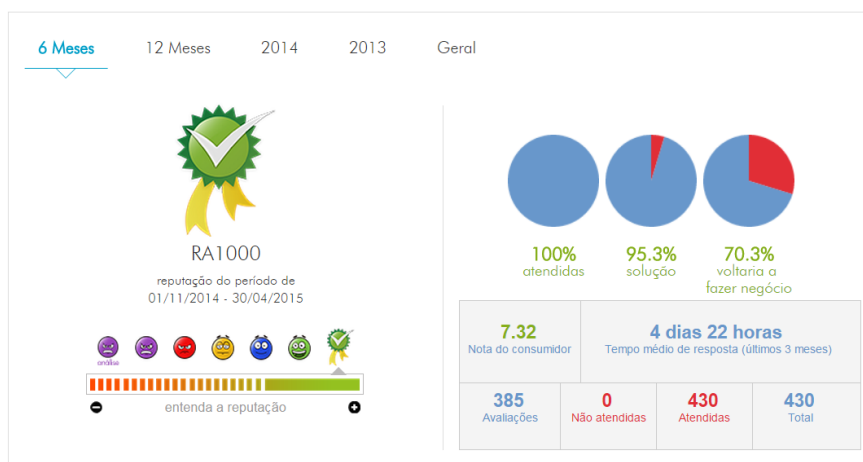 6 Meses
12 Meses
2014
2013
Geral
RA1000
reputação do período de
01/11/2014 - 30/04/2015
análise
entenda a reputação
100%
atendidas
95.3%
solução
70.3%
voltaria a
fazer negócio
7.32
Nota do consumidor
4 dias 22 horas
Tempo médio de resposta (últimos 3 meses)
385
Avaliações
0
Não atendidas
430
Atendidas
430
Total